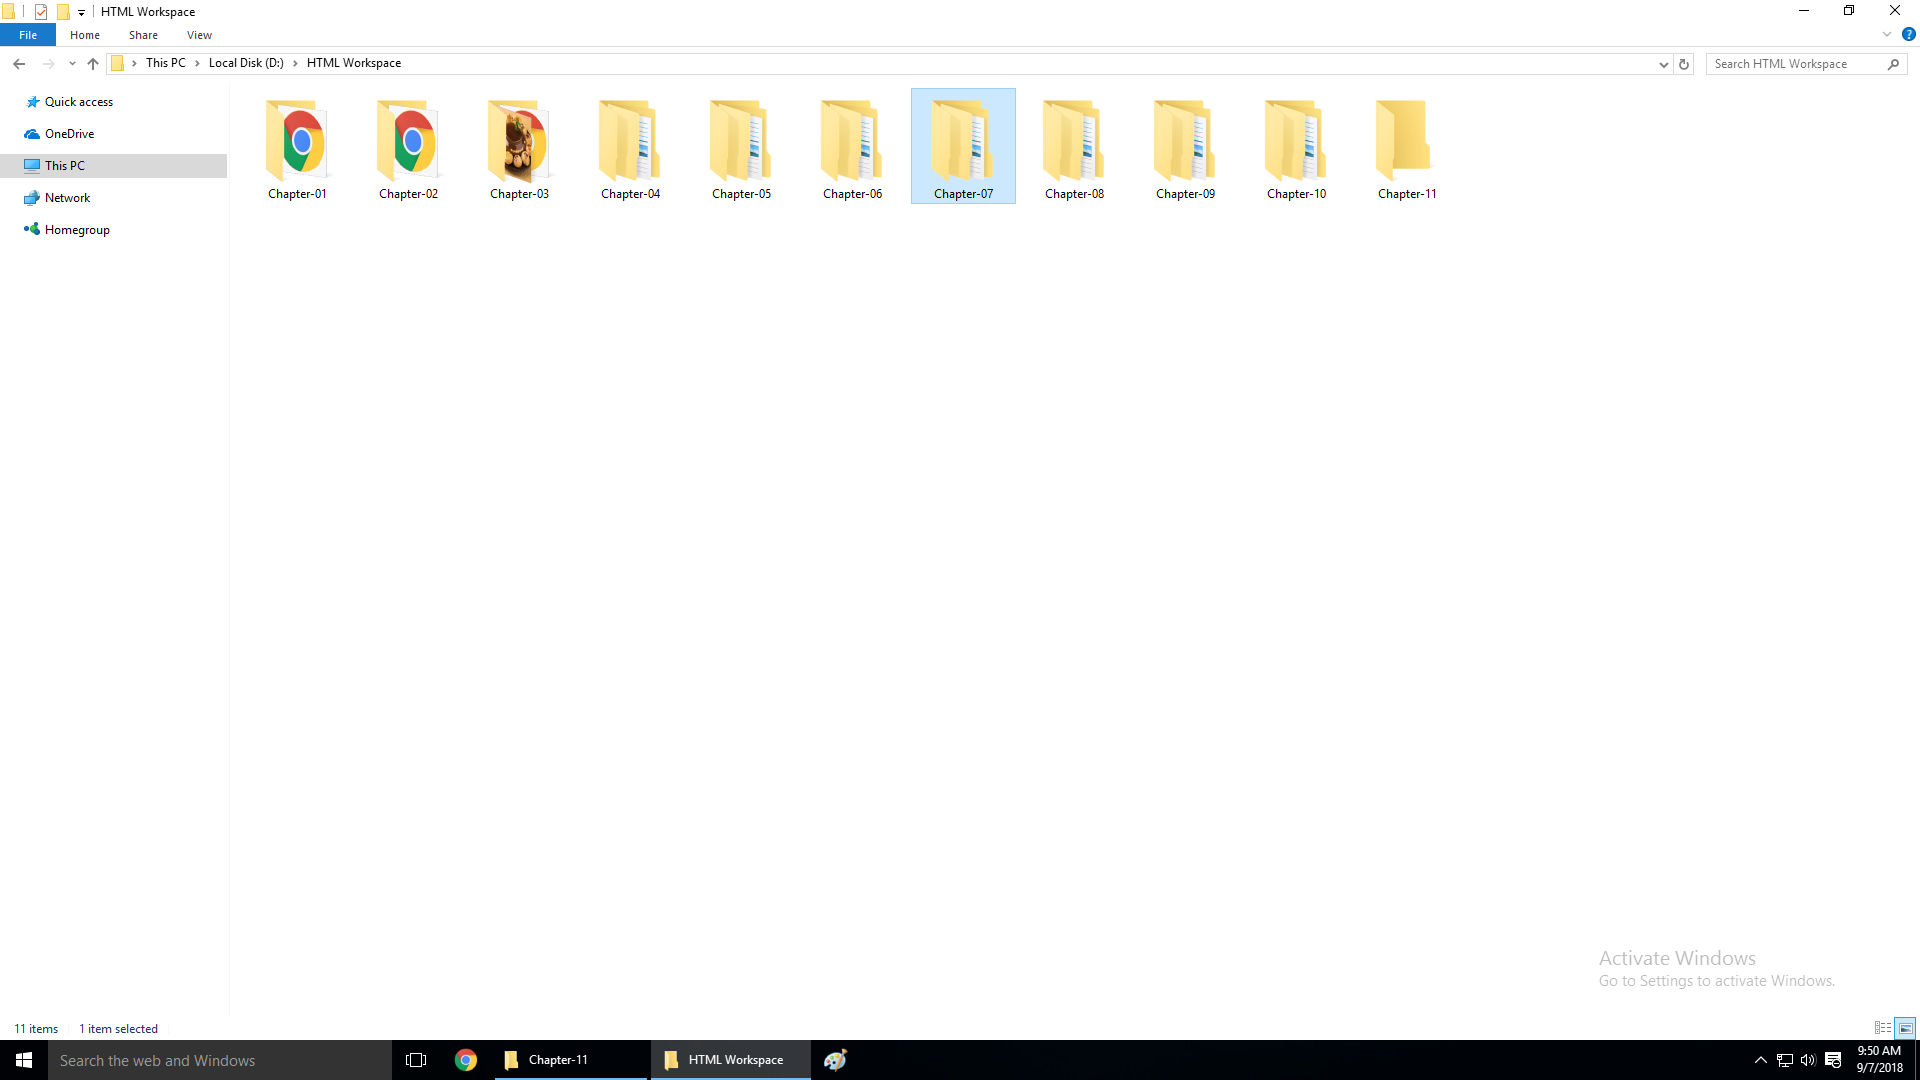 HTML Workspace
File Home Share View
This PC Local Disk (D:) HTML Workspace
Search HTML Workspace
Quick access
OneDrive
This PC
Network
Homegroup
Chapter-01 Chapter-02 Chapter-03 Chapter-04 Chapter-05 Chapter-06 Chapter-07 Chapter-08 Chapter-09 Chapter-10 Chapter-11
Activate Windows
Go to Settings to activate Windows.
11 items 1 item selected
Search the web and Windows
Chapter-11
HTML Workspace
9:50 AM
9/7/2018